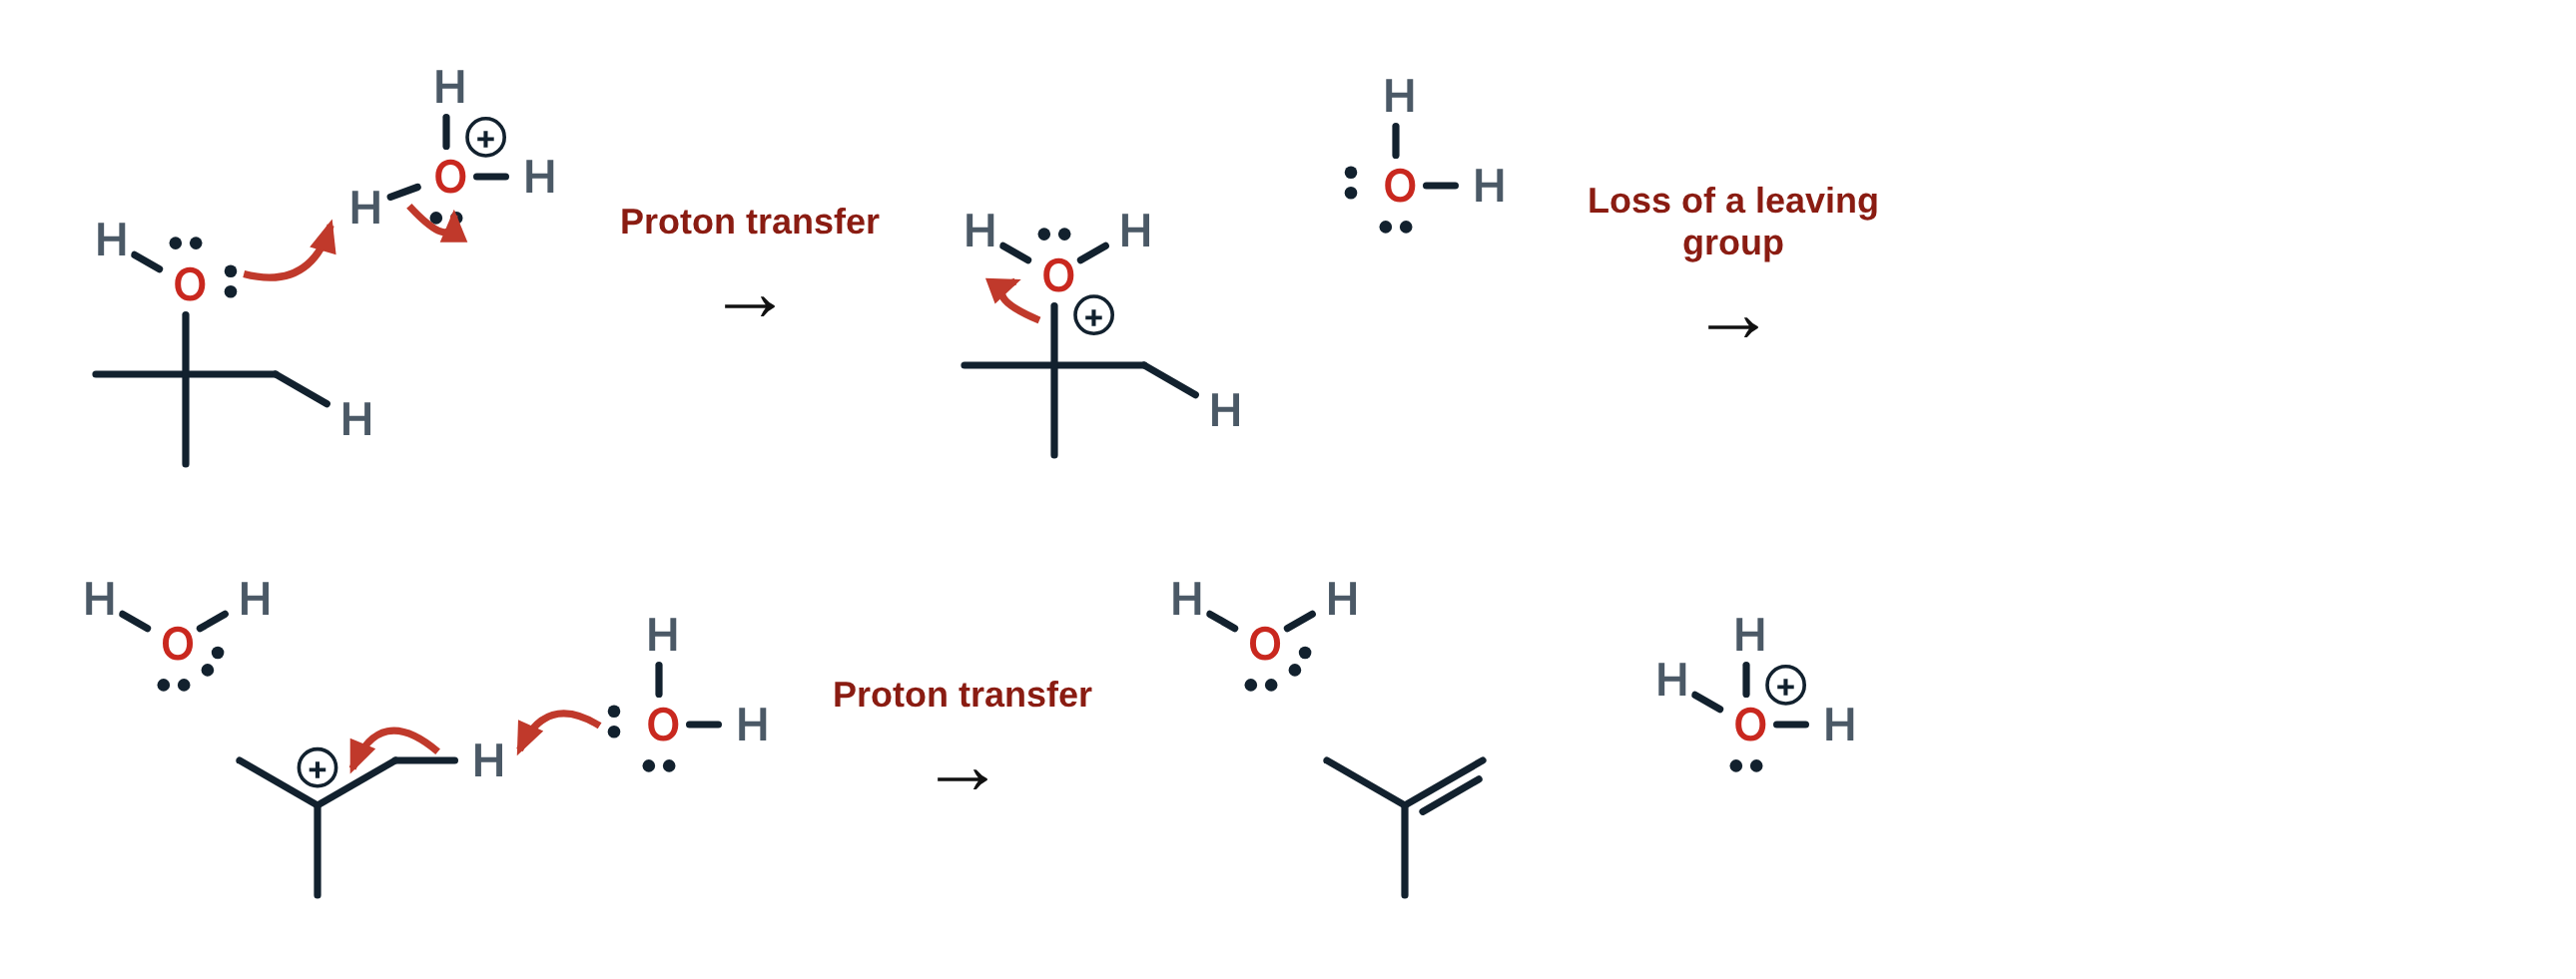 H
H
O
+
H
H
O
H
Proton transfer
→
H
H
O
+
H
H
O
H
Loss of a leaving
group
→
H
H
O
+
H
H
O
H
Proton transfer
→
H
H
O
H
H
O
+
H